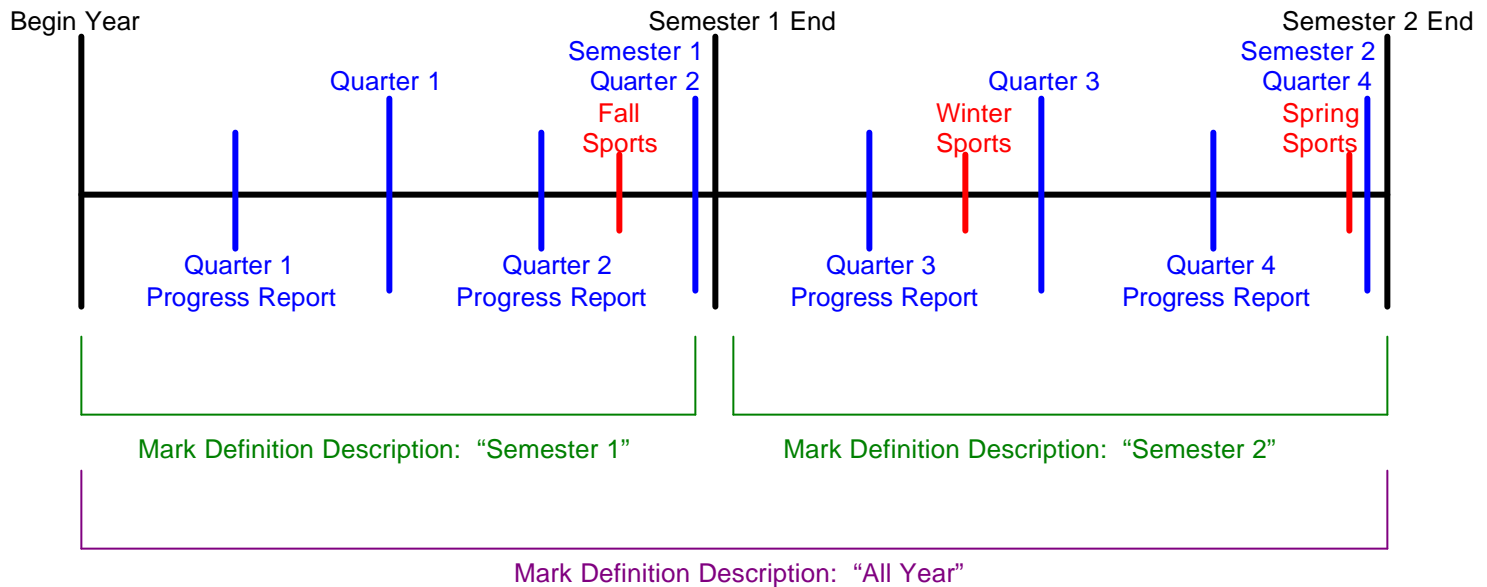 Begin Year
Semester 1 End
Semester 2 End
Semester 1
Semester 2
Quarter 1
Quarter 2
Quarter 3
Quarter 4
Fall
Sports
Winter
Sports
Spring
Sports
Quarter 1
Progress Report
Quarter 2
Progress Report
Quarter 3
Progress Report
Quarter 4
Progress Report
Mark Definition Description: “Semester 1”
Mark Definition Description: “Semester 2”
Mark Definition Description: “All Year”